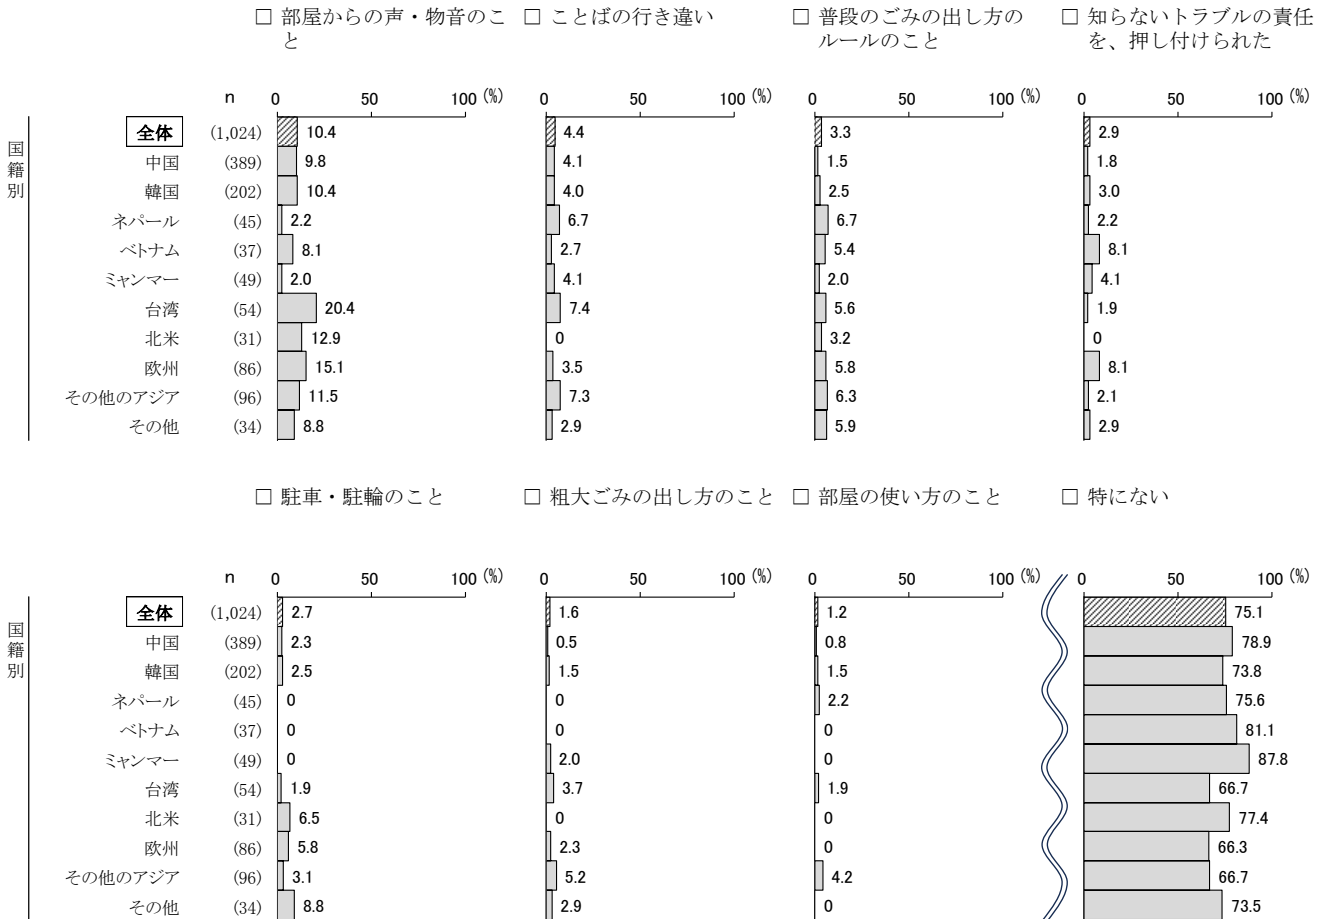 □ 部屋からの声・物音のこと
□ ことばの行き違い
□ 普段のごみの出し方の
ルールのこと
□ 知らないトラブルの責任
を、押し付けられた
n 0 50 100 (%) 0 50 100 (%) 0 50 100 (%) 0 50 100 (%)
国籍別
全体 (1,024) 10.4 4.4 3.3 2.9
中国 (389) 9.8 4.1 1.5 1.8
韓国 (202) 10.4 4.0 2.5 3.0
ネパール (45) 2.2 6.7 6.7 2.2
ベトナム (37) 8.1 2.7 5.4 8.1
ミャンマー (49) 2.0 4.1 2.0 4.1
台湾 (54) 20.4 7.4 5.6 1.9
北米 (31) 12.9 0 3.2 0
欧州 (86) 15.1 3.5 5.8 8.1
その他のアジア (96) 11.5 7.3 6.3 2.1
その他 (34) 8.8 2.9 5.9 2.9
□ 駐車・駐輪のこと
□ 粗大ごみの出し方のこと
□ 部屋の使い方のこと
□ 特にない
n 0 50 100 (%) 0 50 100 (%) 0 50 100 (%) 0 50 100 (%)
国籍別
全体 (1,024) 2.7 1.6 1.2 75.1
中国 (389) 2.3 0.5 0.8 78.9
韓国 (202) 2.5 1.5 1.5 73.8
ネパール (45) 0 0 2.2 75.6
ベトナム (37) 0 0 0 81.1
ミャンマー (49) 0 2.0 0 87.8
台湾 (54) 1.9 3.7 1.9 66.7
北米 (31) 6.5 0 0 77.4
欧州 (86) 5.8 2.3 0 66.3
その他のアジア (96) 3.1 5.2 4.2 66.7
その他 (34) 8.8 2.9 0 73.5